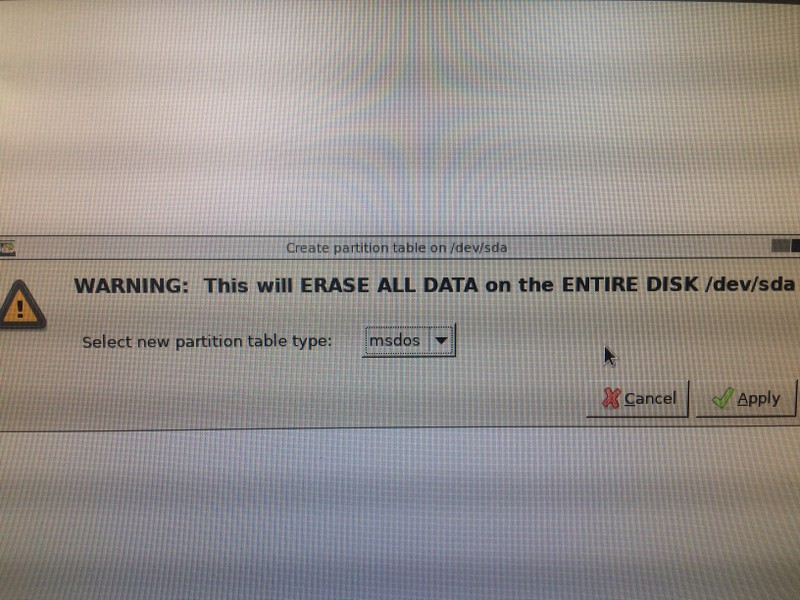 Create partition table on /dev/sda
WARNING:  This will ERASE ALL DATA on the ENTIRE DISK /dev/sda
Select new partition table type: msdos
Cancel Apply